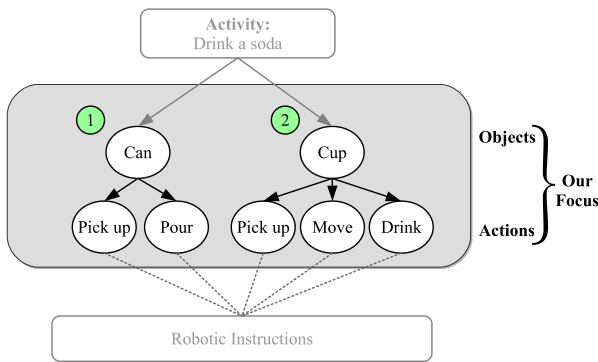 Activity:
Drink a soda
1
2
Can
Cup
Objects
Our
Focus
Pick up
Pour
Pick up
Move
Drink
Actions
Robotic Instructions